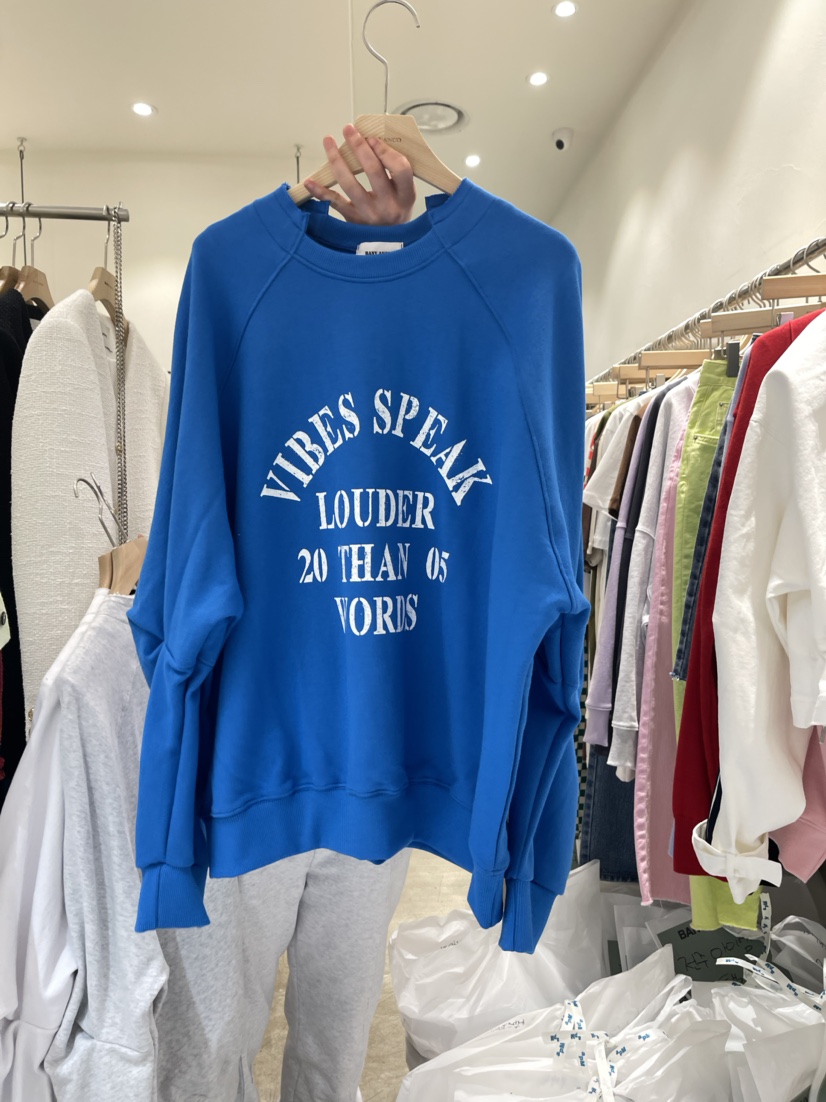 VIBES SPEAK
LOUDER
20 THAN 05
WORDS